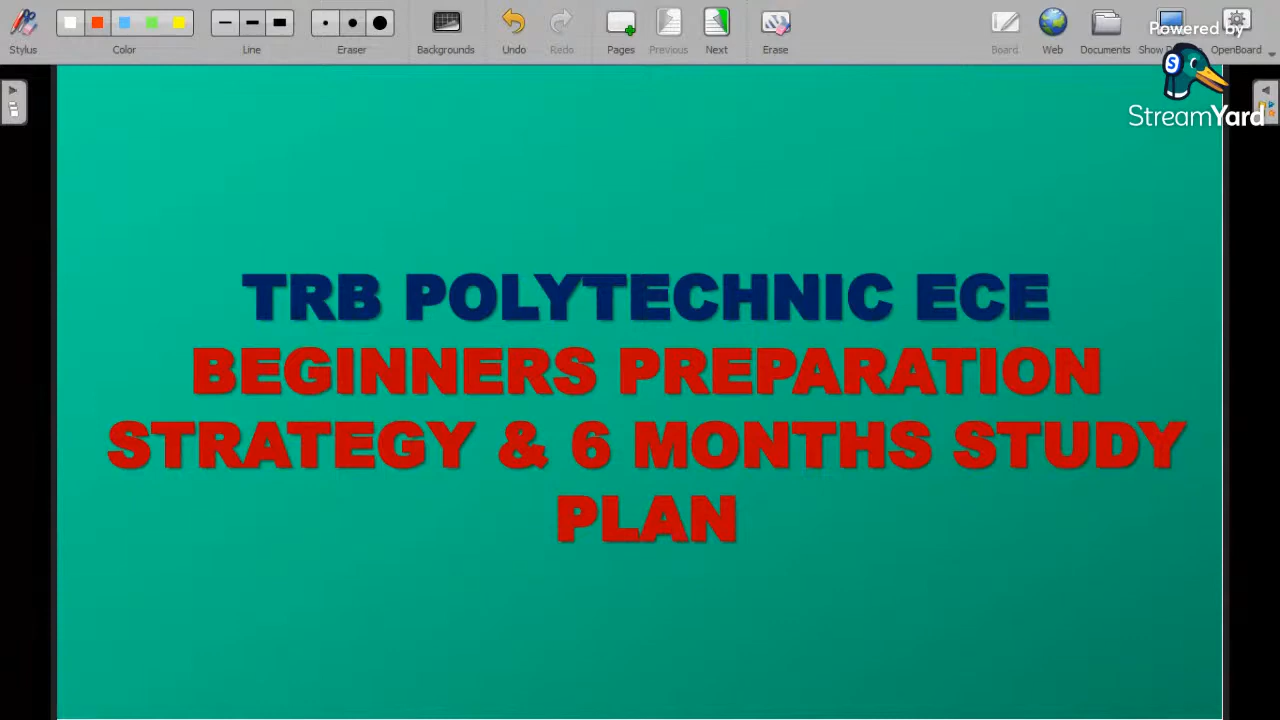 Stylus
Color
Line
Eraser
Backgrounds
Undo
Redo
Pages
Previous
Next
Erase
Board
Web
Documents
OpenBoard
Powered by
StreamYard
TRB POLYTECHNIC ECE
BEGINNERS PREPARATION
STRATEGY & 6 MONTHS STUDY
PLAN